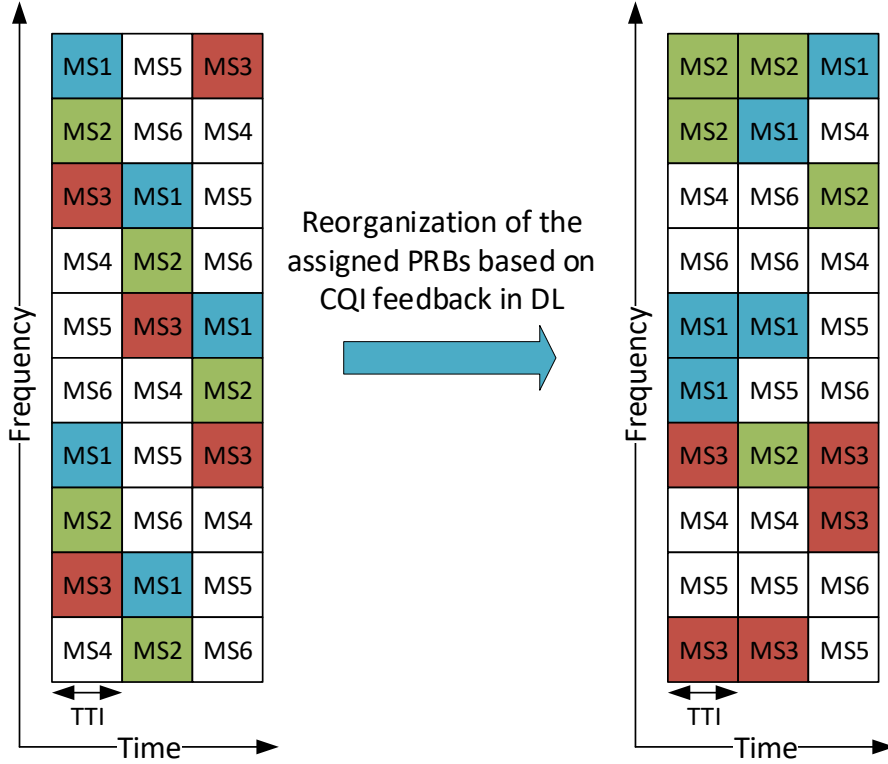 MS1 MS5 MS3
MS2 MS6 MS4
MS3 MS1 MS5
MS4 MS2 MS6
MS5 MS3 MS1
MS6 MS4 MS2
MS1 MS5 MS3
MS2 MS6 MS4
MS3 MS1 MS5
MS4 MS2 MS6
TTI
Time
Frequency
Reorganization of the
assigned PRBs based on
CQI feedback in DL
MS2 MS2 MS1
MS2 MS1 MS4
MS4 MS6 MS2
MS6 MS6 MS4
MS1 MS1 MS5
MS1 MS5 MS6
MS3 MS2 MS3
MS4 MS4 MS3
MS5 MS5 MS6
MS3 MS3 MS5
TTI
Time
Frequency